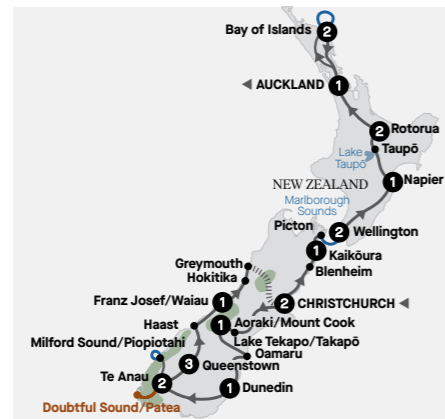 Bay of Islands
2
◀ AUCKLAND
1
2
Rotorua
Taupō
Lake
Taupō
1
Napier
NEW ZEALAND
Marlborough
Sounds
Picton
2
Wellington
1
Kaikōura
Blenheim
Greymouth
Hokitika
Franz Josef/Waiau
1
2
CHRISTCHURCH ◀
1
Aoraki/Mount Cook
Haast
Lake Tekapo/Takapō
Milford Sound/Piopiotahi
Oamaru
3
Queenstown
Te Anau
2
1
Dunedin
Doubtful Sound/Patea